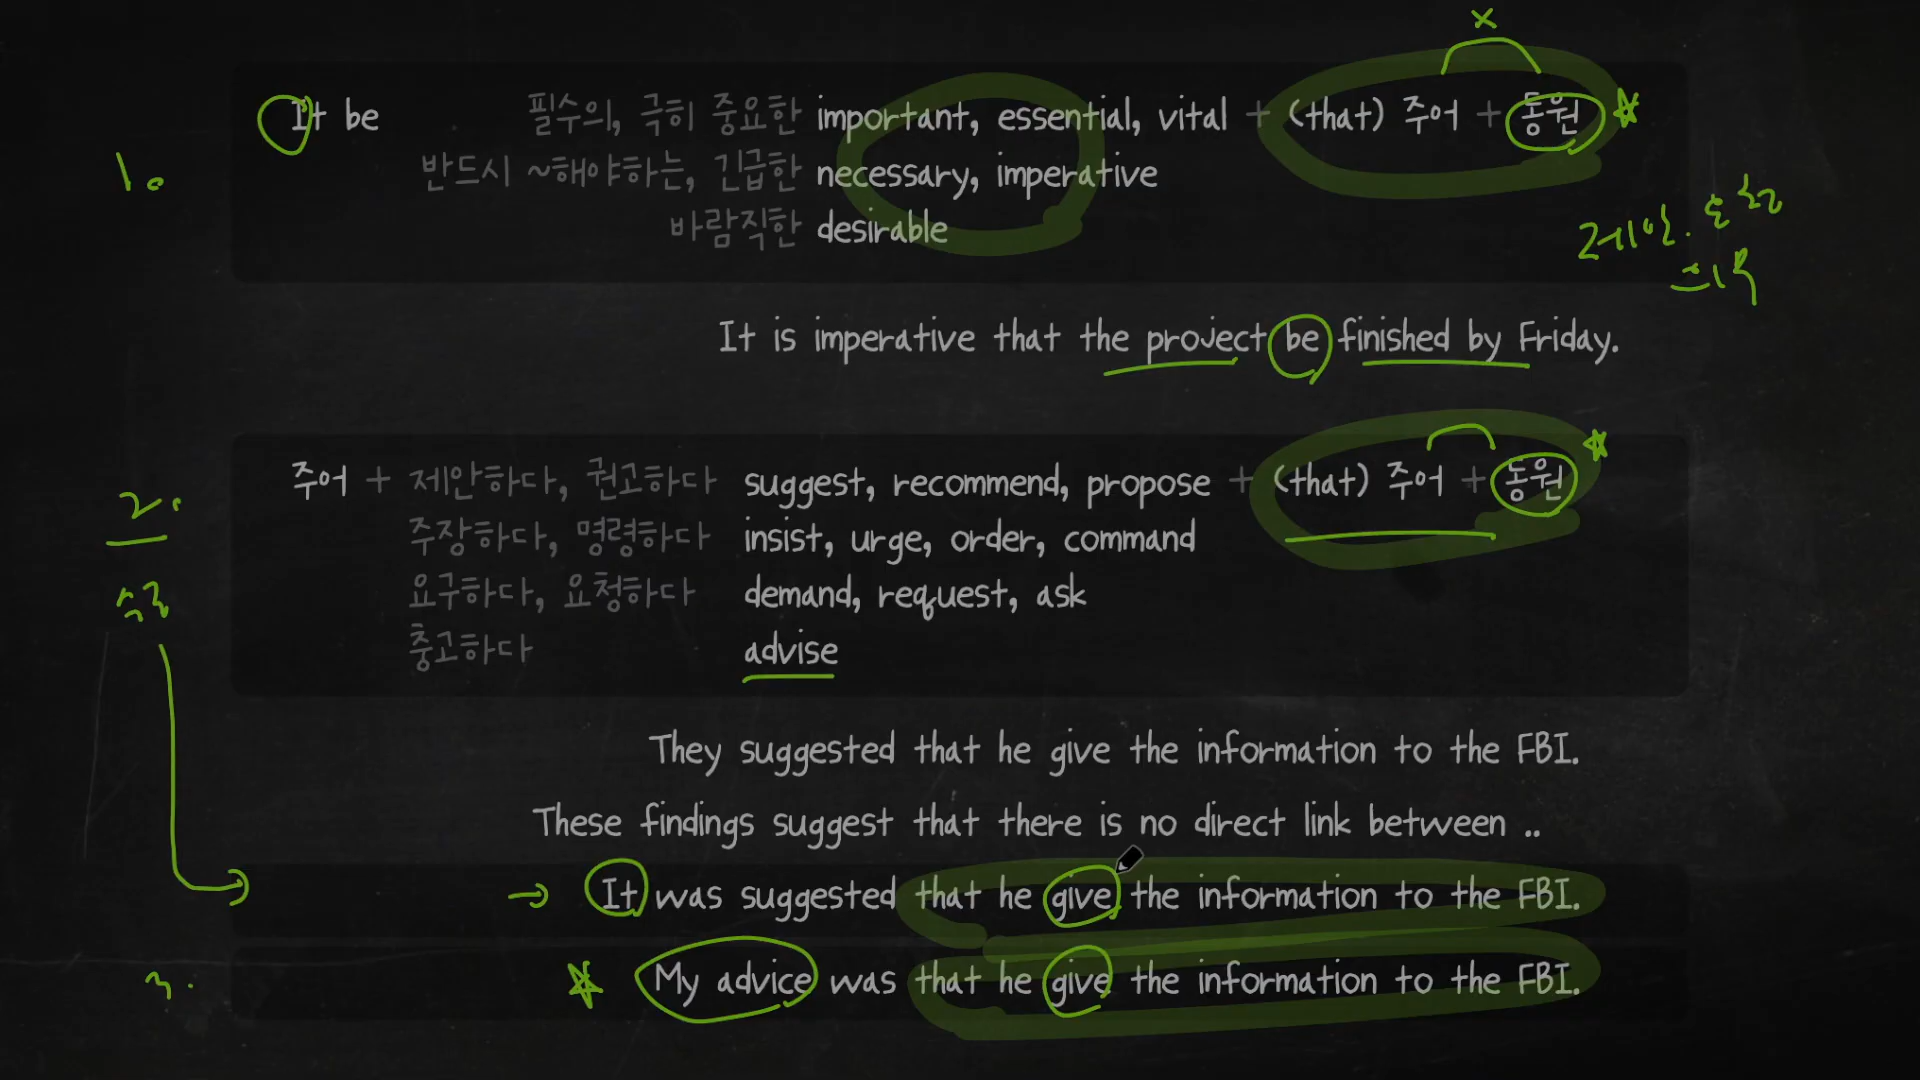 It be 필수의, 극히 중요한 important, essential, vital + (that) 주어 + 동원
1. 반드시 ~해야하는, 긴급한 necessary, imperative
바람직한 desirable
It is imperative that the project be finished by Friday.
주어 + 제안하다, 권고하다 suggest, recommend, propose + (that) 주어 + 동원
2. 주장하다, 명령하다 insist, urge, order, command
요구하다, 요청하다 demand, request, ask
충고하다 advise
They suggested that he give the information to the FBI.
These findings suggest that there is no direct link between ..
→ It was suggested that he give the information to the FBI.
3. My advice was that he give the information to the FBI.